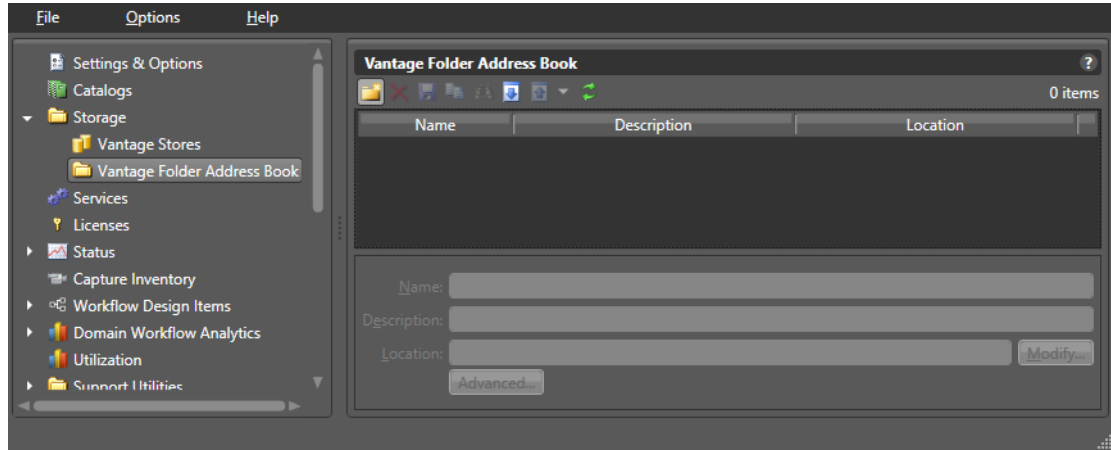 File Options Help
Settings & Options
Catalogs
Storage
Vantage Stores
Vantage Folder Address Book
Services
Licenses
Status
Capture Inventory
Workflow Design Items
Domain Workflow Analytics
Utilization
Support Utilities
Vantage Folder Address Book ?
0 items
Name Description Location
Name:
Description:
Location: Modify...
Advanced...